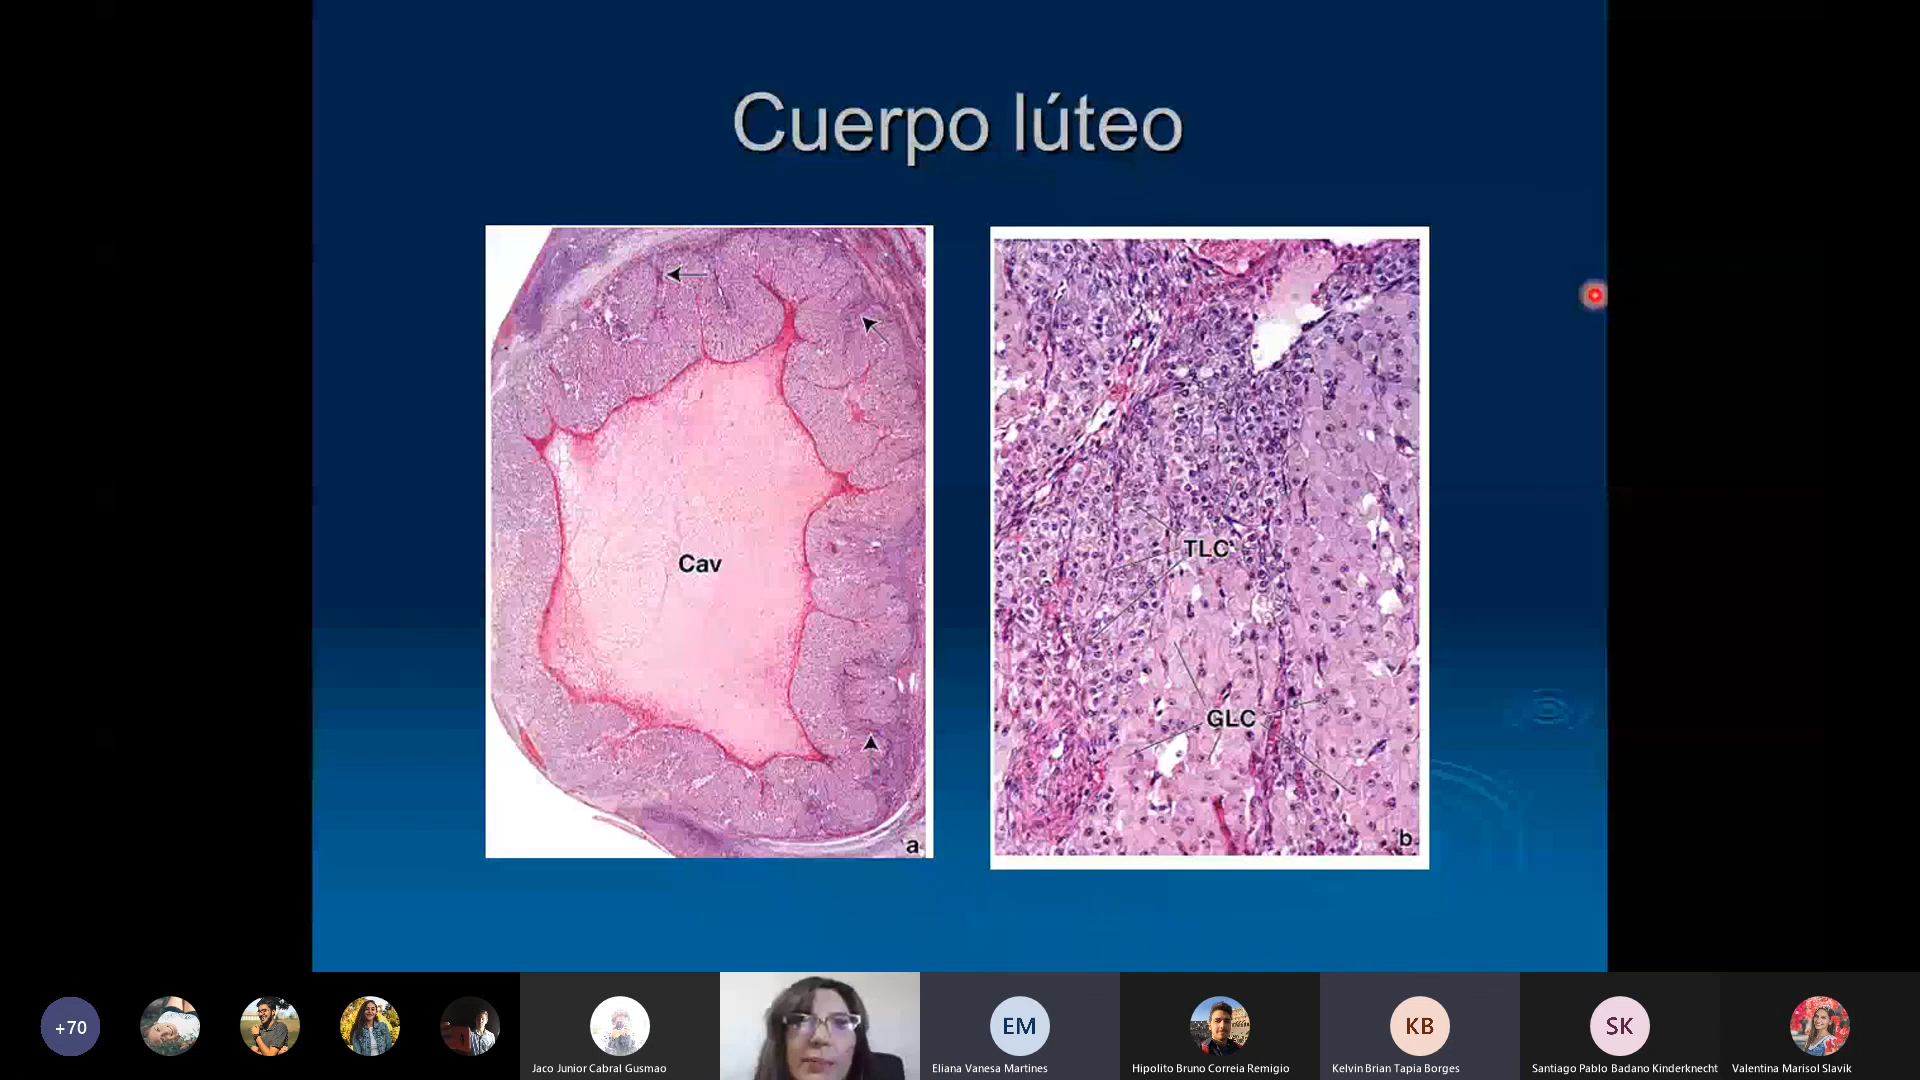 Cuerpo lúteo
Cav
a
TLC
GLC
b
+70
Jaco Junior Cabral Gusmao
EM
Eliana Vanesa Martines
Hipolito Bruno Correia Remigio
KB
Kelvin Brian Tapia Borges
SK
Santiago Pablo Badano Kinderknecht
Valentina Marisol Slavik